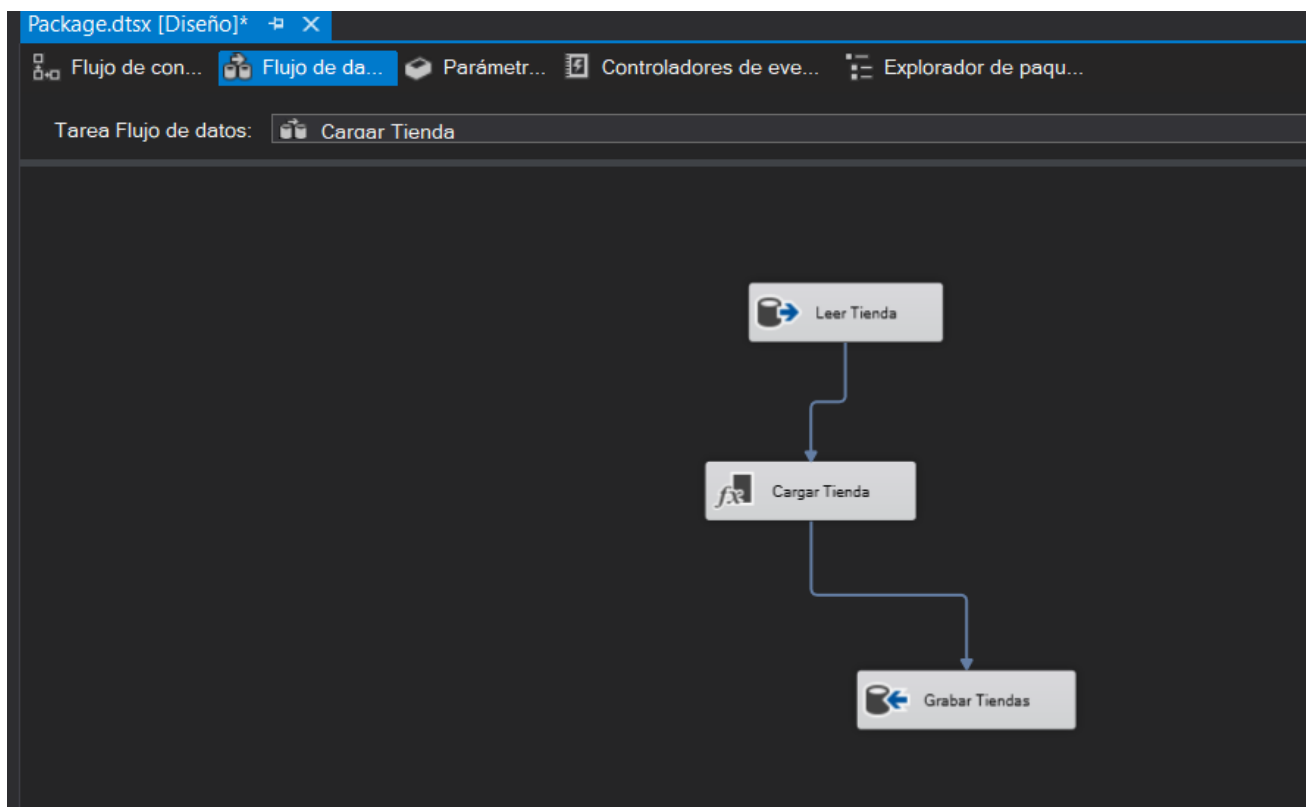 Package.dtsx [Diseño]*
Flujo de con... Flujo de da... Parámetr... Controladores de eve... Explorador de paqu...
Tarea Flujo de datos: Cargar Tienda
Leer Tienda
fx Cargar Tienda
Grabar Tiendas